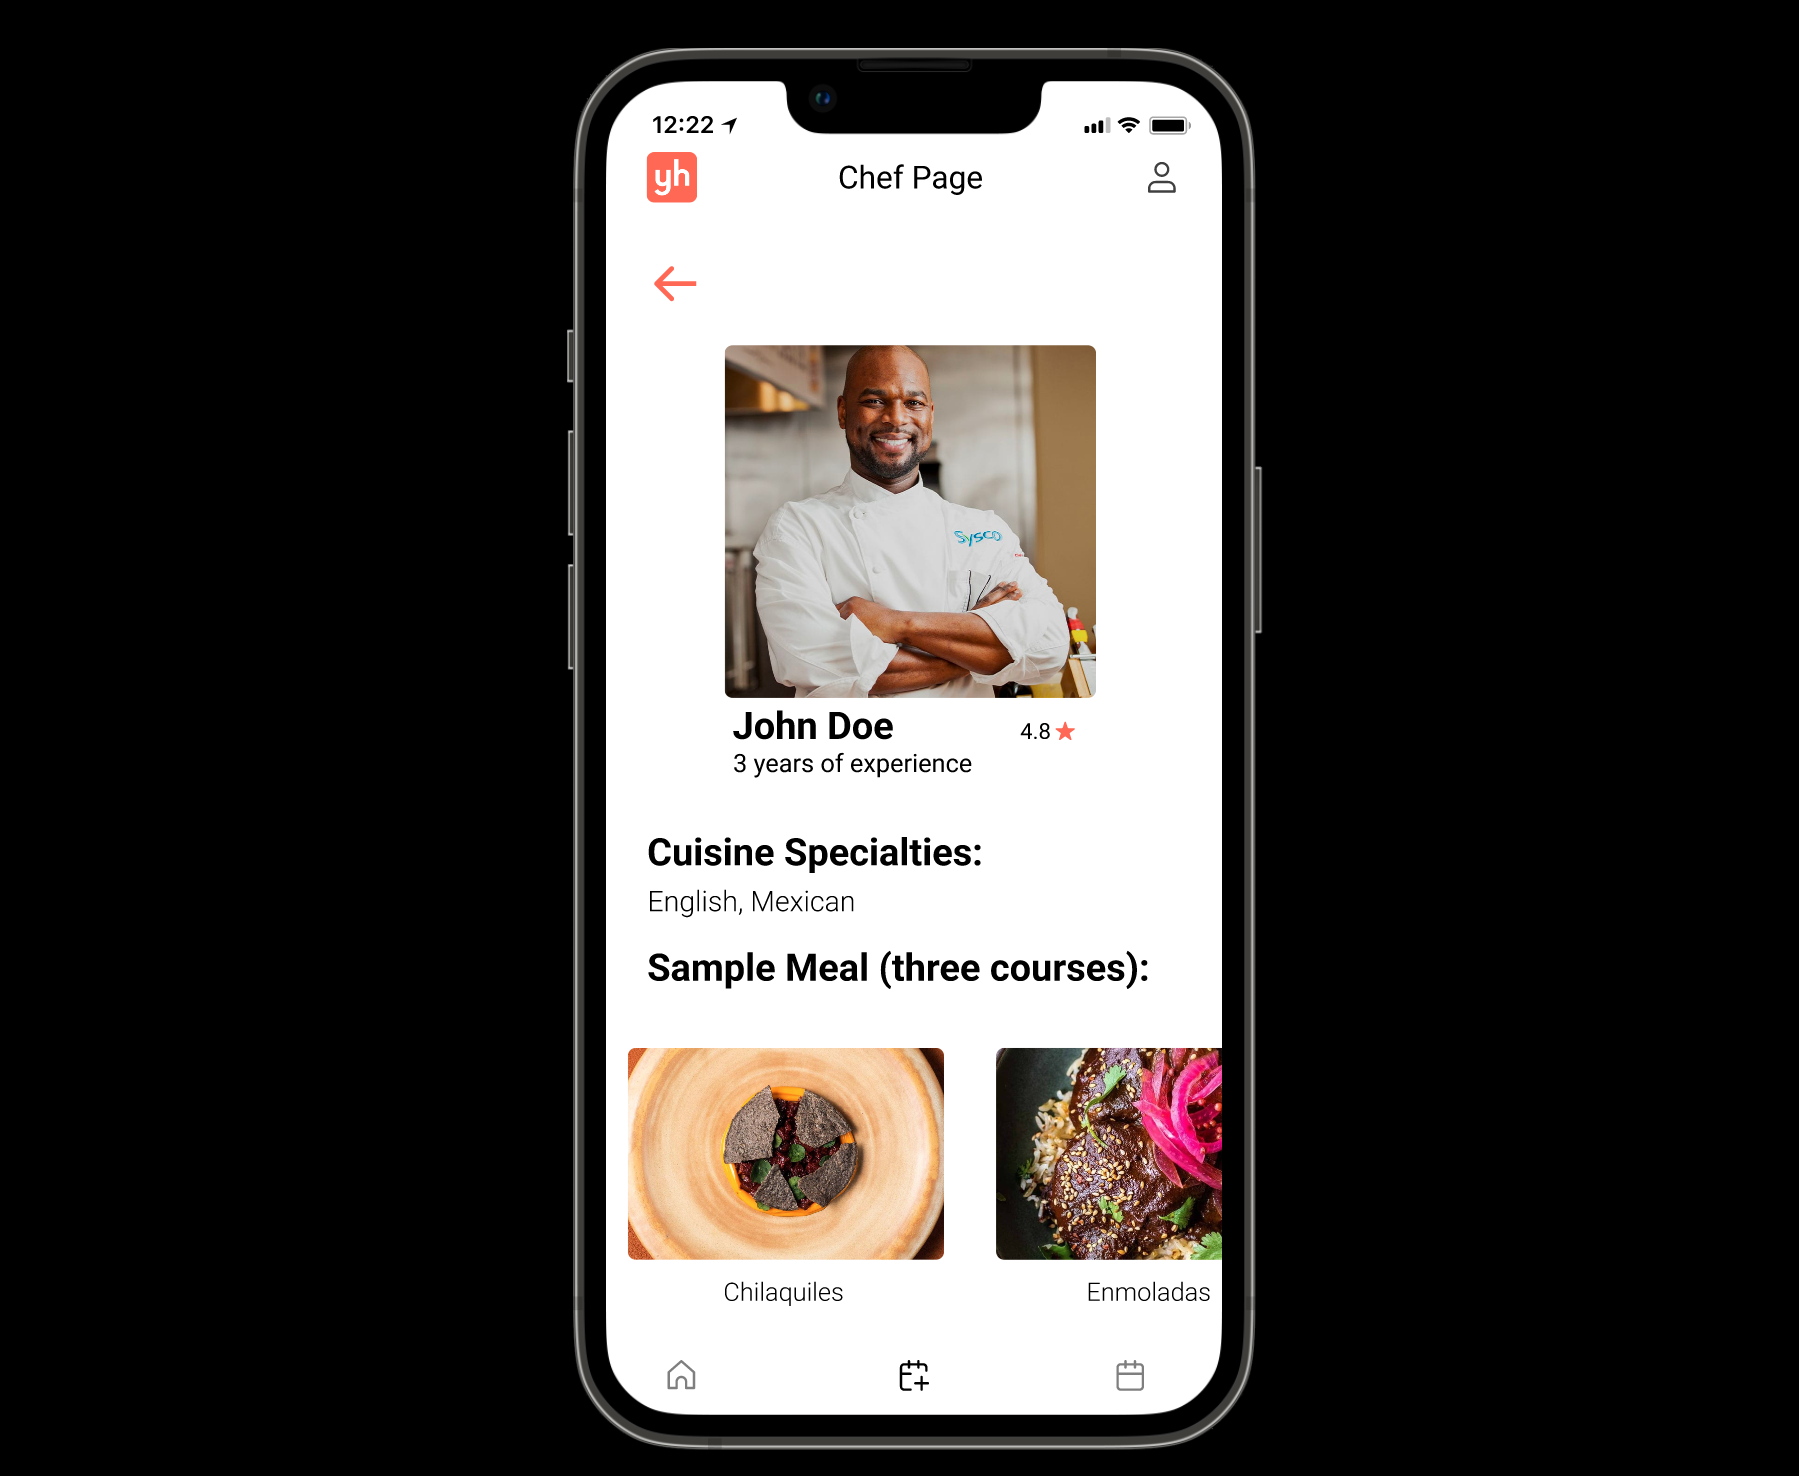 12:22
yh
Chef Page
Sysco
John Doe
4.8
3 years of experience
Cuisine Specialties:
English, Mexican
Sample Meal (three courses):
Chilaquiles
Enmoladas